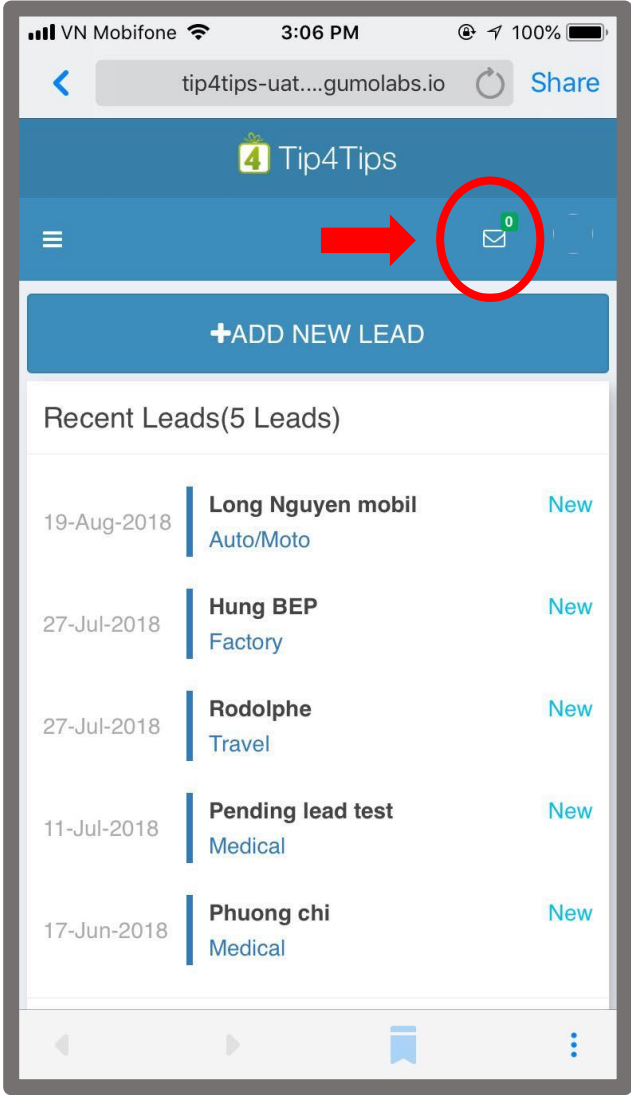 VN Mobifone 3:06 PM 100%
tip4tips-uat....gumolabs.io Share
4 Tip4Tips
0
+ADD NEW LEAD
Recent Leads(5 Leads)
19-Aug-2018 Long Nguyen mobil New
Auto/Moto
27-Jul-2018 Hung BEP New
Factory
27-Jul-2018 Rodolphe New
Travel
11-Jul-2018 Pending lead test New
Medical
17-Jun-2018 Phuong chi New
Medical